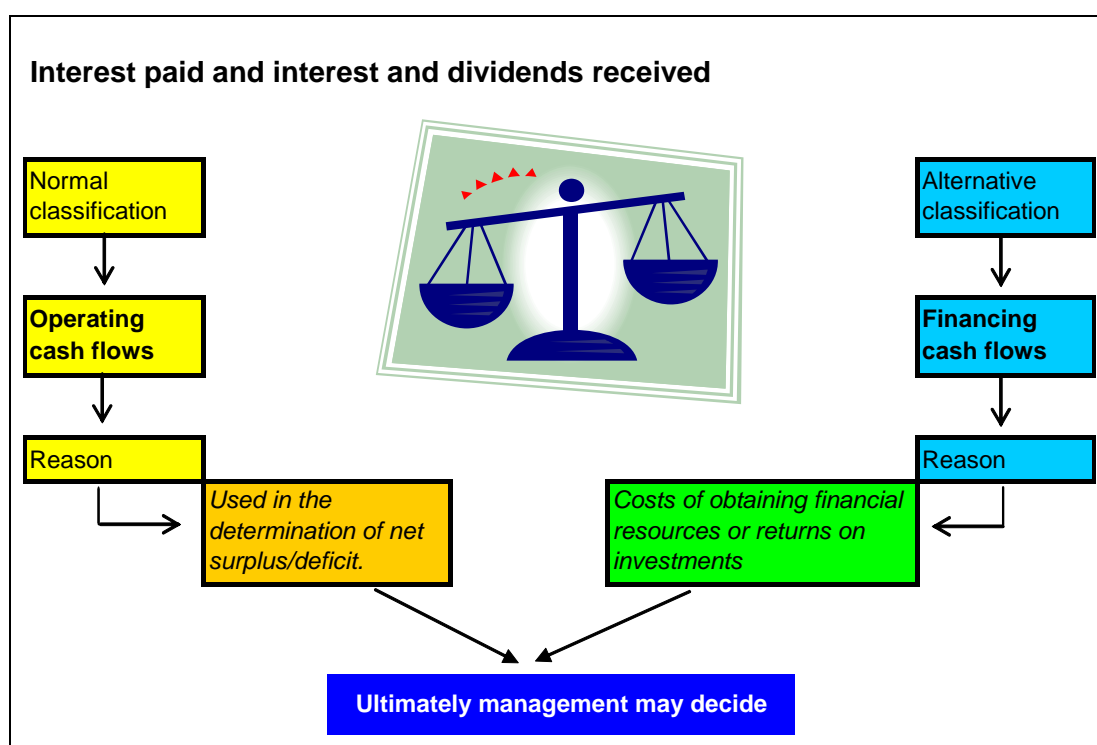 Interest paid and interest and dividends received
Normal
classification
Operating
cash flows
Reason
Used in the
determination of net
surplus/deficit.
Alternative
classification
Financing
cash flows
Reason
Costs of obtaining financial
resources or returns on
investments
Ultimately management may decide